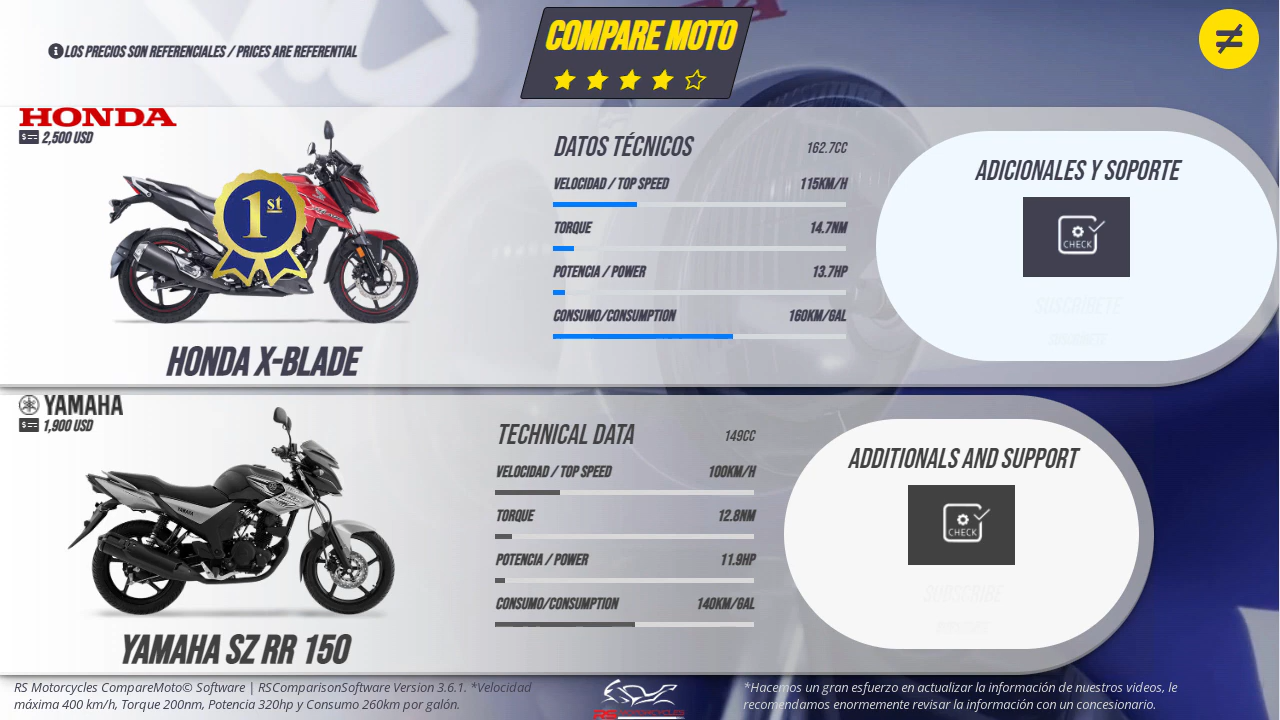 LOS PRECIOS SON REFERENCIALES / PRICES ARE REFERENTIAL
COMPARE MOTO
HONDA
2,500 USD
1st
HONDA X-BLADE
DATOS TÉCNICOS 162.7CC
VELOCIDAD / TOP SPEED 115KM/H
TORQUE 14.7NM
POTENCIA / POWER 13.7HP
CONSUMO/CONSUMPTION 160KM/GAL
ADICIONALES Y SOPORTE
CHECK
SUSCRIBETE
YAMAHA
1,900 USD
YAMAHA SZ RR 150
TECHNICAL DATA 149CC
VELOCIDAD / TOP SPEED 100KM/H
TORQUE 12.8NM
POTENCIA / POWER 11.9HP
CONSUMO/CONSUMPTION 140KM/GAL
ADDITIONALS AND SUPPORT
CHECK
SUBSCRIBE
RS Motorcycles CompareMoto© Software | RSComparisonSoftware Version 3.6.1. *Velocidad
máxima 400 km/h, Torque 200nm, Potencia 320hp y Consumo 260km por galón.
RS MOTORCYCLES
*Hacemos un gran esfuerzo en actualizar la información de nuestros videos, le
recomendamos enormemente revisar la información con un concesionario.